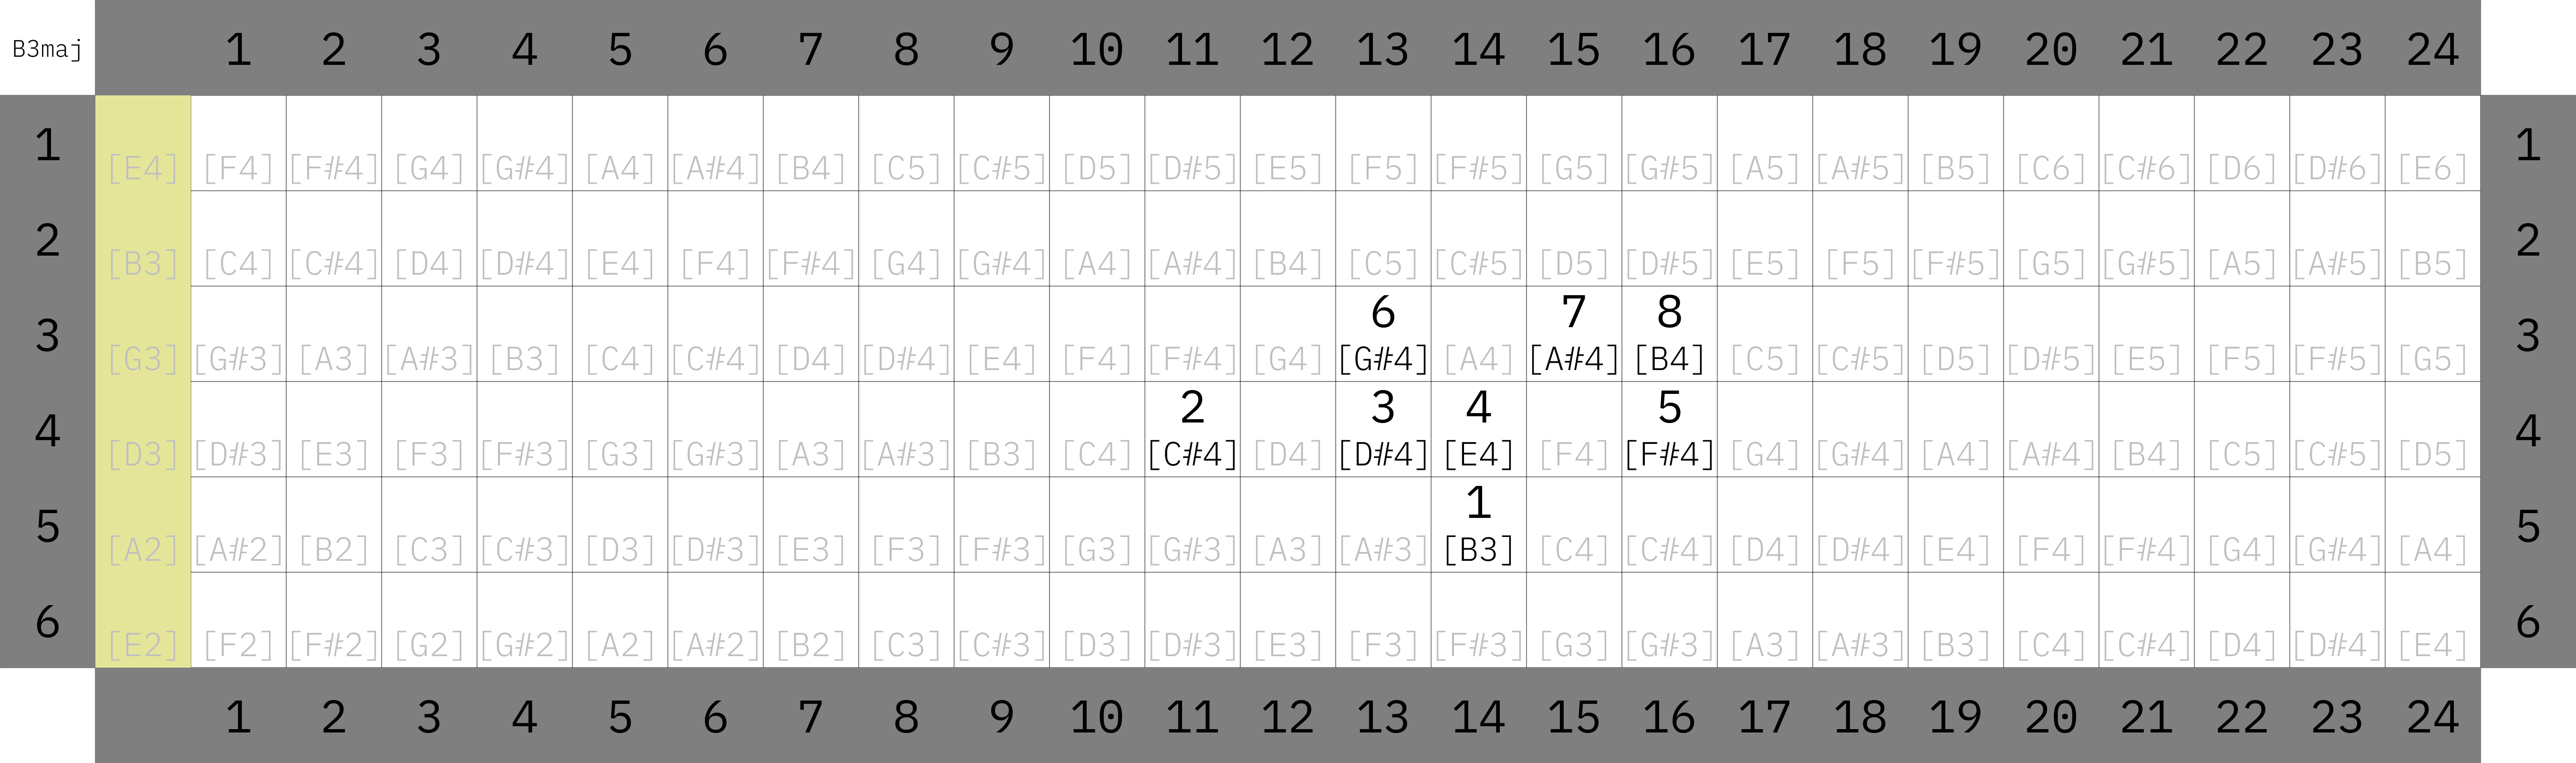 B3maj 1 2 3 4 5 6 7 8 9 10 11 12 13 14 15 16 17 18 19 20 21 22 23 24
1 [E4] [F4] [F#4] [G4] [G#4] [A4] [A#4] [B4] [C5] [C#5] [D5] [D#5] [E5] [F5] [F#5] [G5] [G#5] [A5] [A#5] [B5] [C6] [C#6] [D6] [D#6] [E6] 1
2 [B3] [C4] [C#4] [D4] [D#4] [E4] [F4] [F#4] [G4] [G#4] [A4] [A#4] [B4] [C5] [C#5] [D5] [D#5] [E5] [F5] [F#5] [G5] [G#5] [A5] [A#5] [B5] 2
6 7 8
3 [G3] [G#3] [A3] [A#3] [B3] [C4] [C#4] [D4] [D#4] [E4] [F4] [F#4] [G4] [G#4] [A4] [A#4] [B4] [C5] [C#5] [D5] [D#5] [E5] [F5] [F#5] [G5] 3
2 3 4 5
4 [D3] [D#3] [E3] [F3] [F#3] [G3] [G#3] [A3] [A#3] [B3] [C4] [C#4] [D4] [D#4] [E4] [F4] [F#4] [G4] [G#4] [A4] [A#4] [B4] [C5] [C#5] [D5] 4
1
5 [A2] [A#2] [B2] [C3] [C#3] [D3] [D#3] [E3] [F3] [F#3] [G3] [G#3] [A3] [A#3] [B3] [C4] [C#4] [D4] [D#4] [E4] [F4] [F#4] [G4] [G#4] [A4] 5
6 [E2] [F2] [F#2] [G2] [G#2] [A2] [A#2] [B2] [C3] [C#3] [D3] [D#3] [E3] [F3] [F#3] [G3] [G#3] [A3] [A#3] [B3] [C4] [C#4] [D4] [D#4] [E4] 6
1 2 3 4 5 6 7 8 9 10 11 12 13 14 15 16 17 18 19 20 21 22 23 24